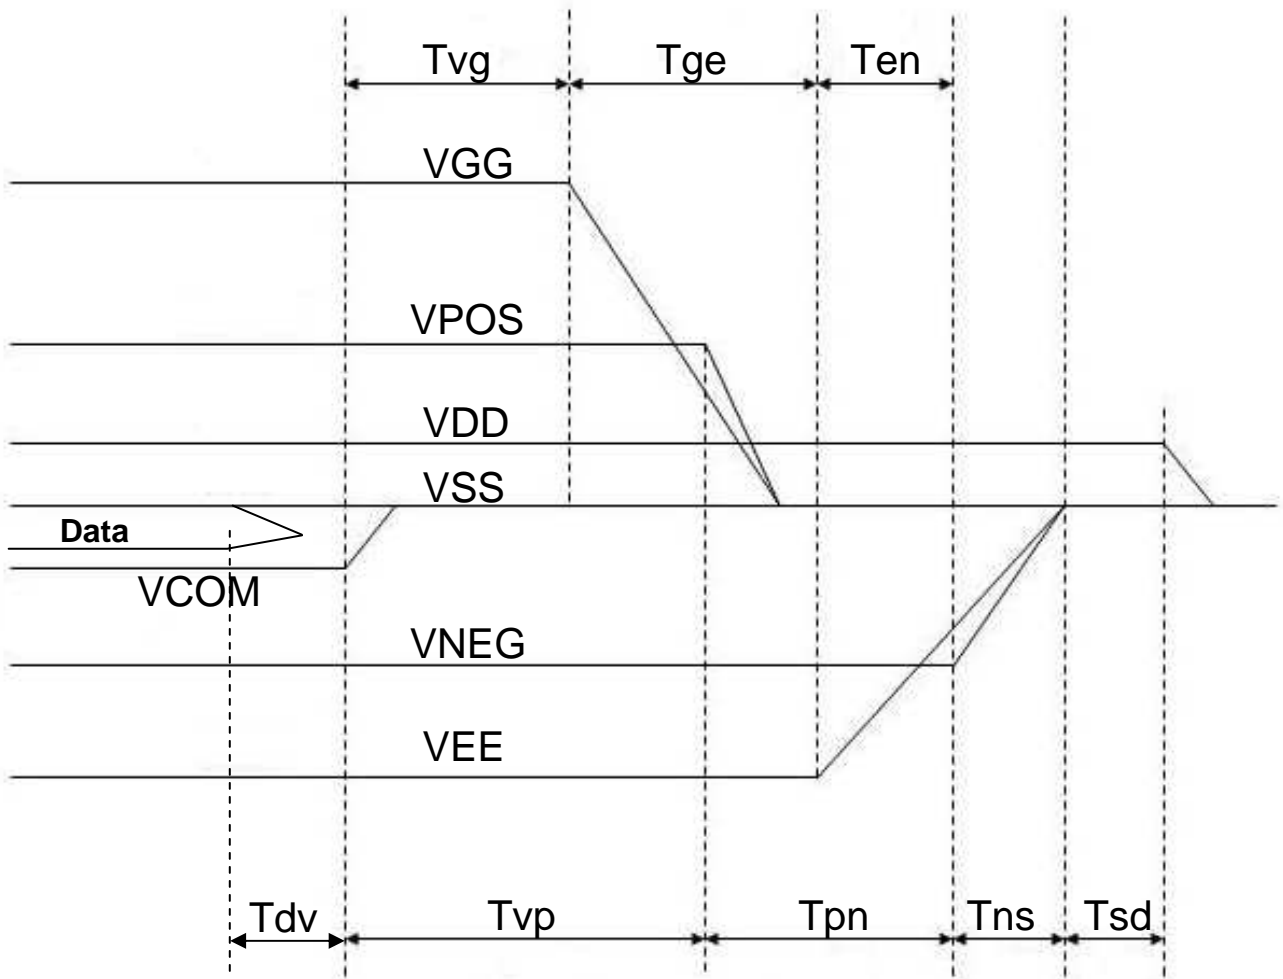 Tvg Tge Ten
VGG
VPOS
VDD
VSS
Data
VCOM
VNEG
VEE
Tdv Tvp Tpn Tns Tsd